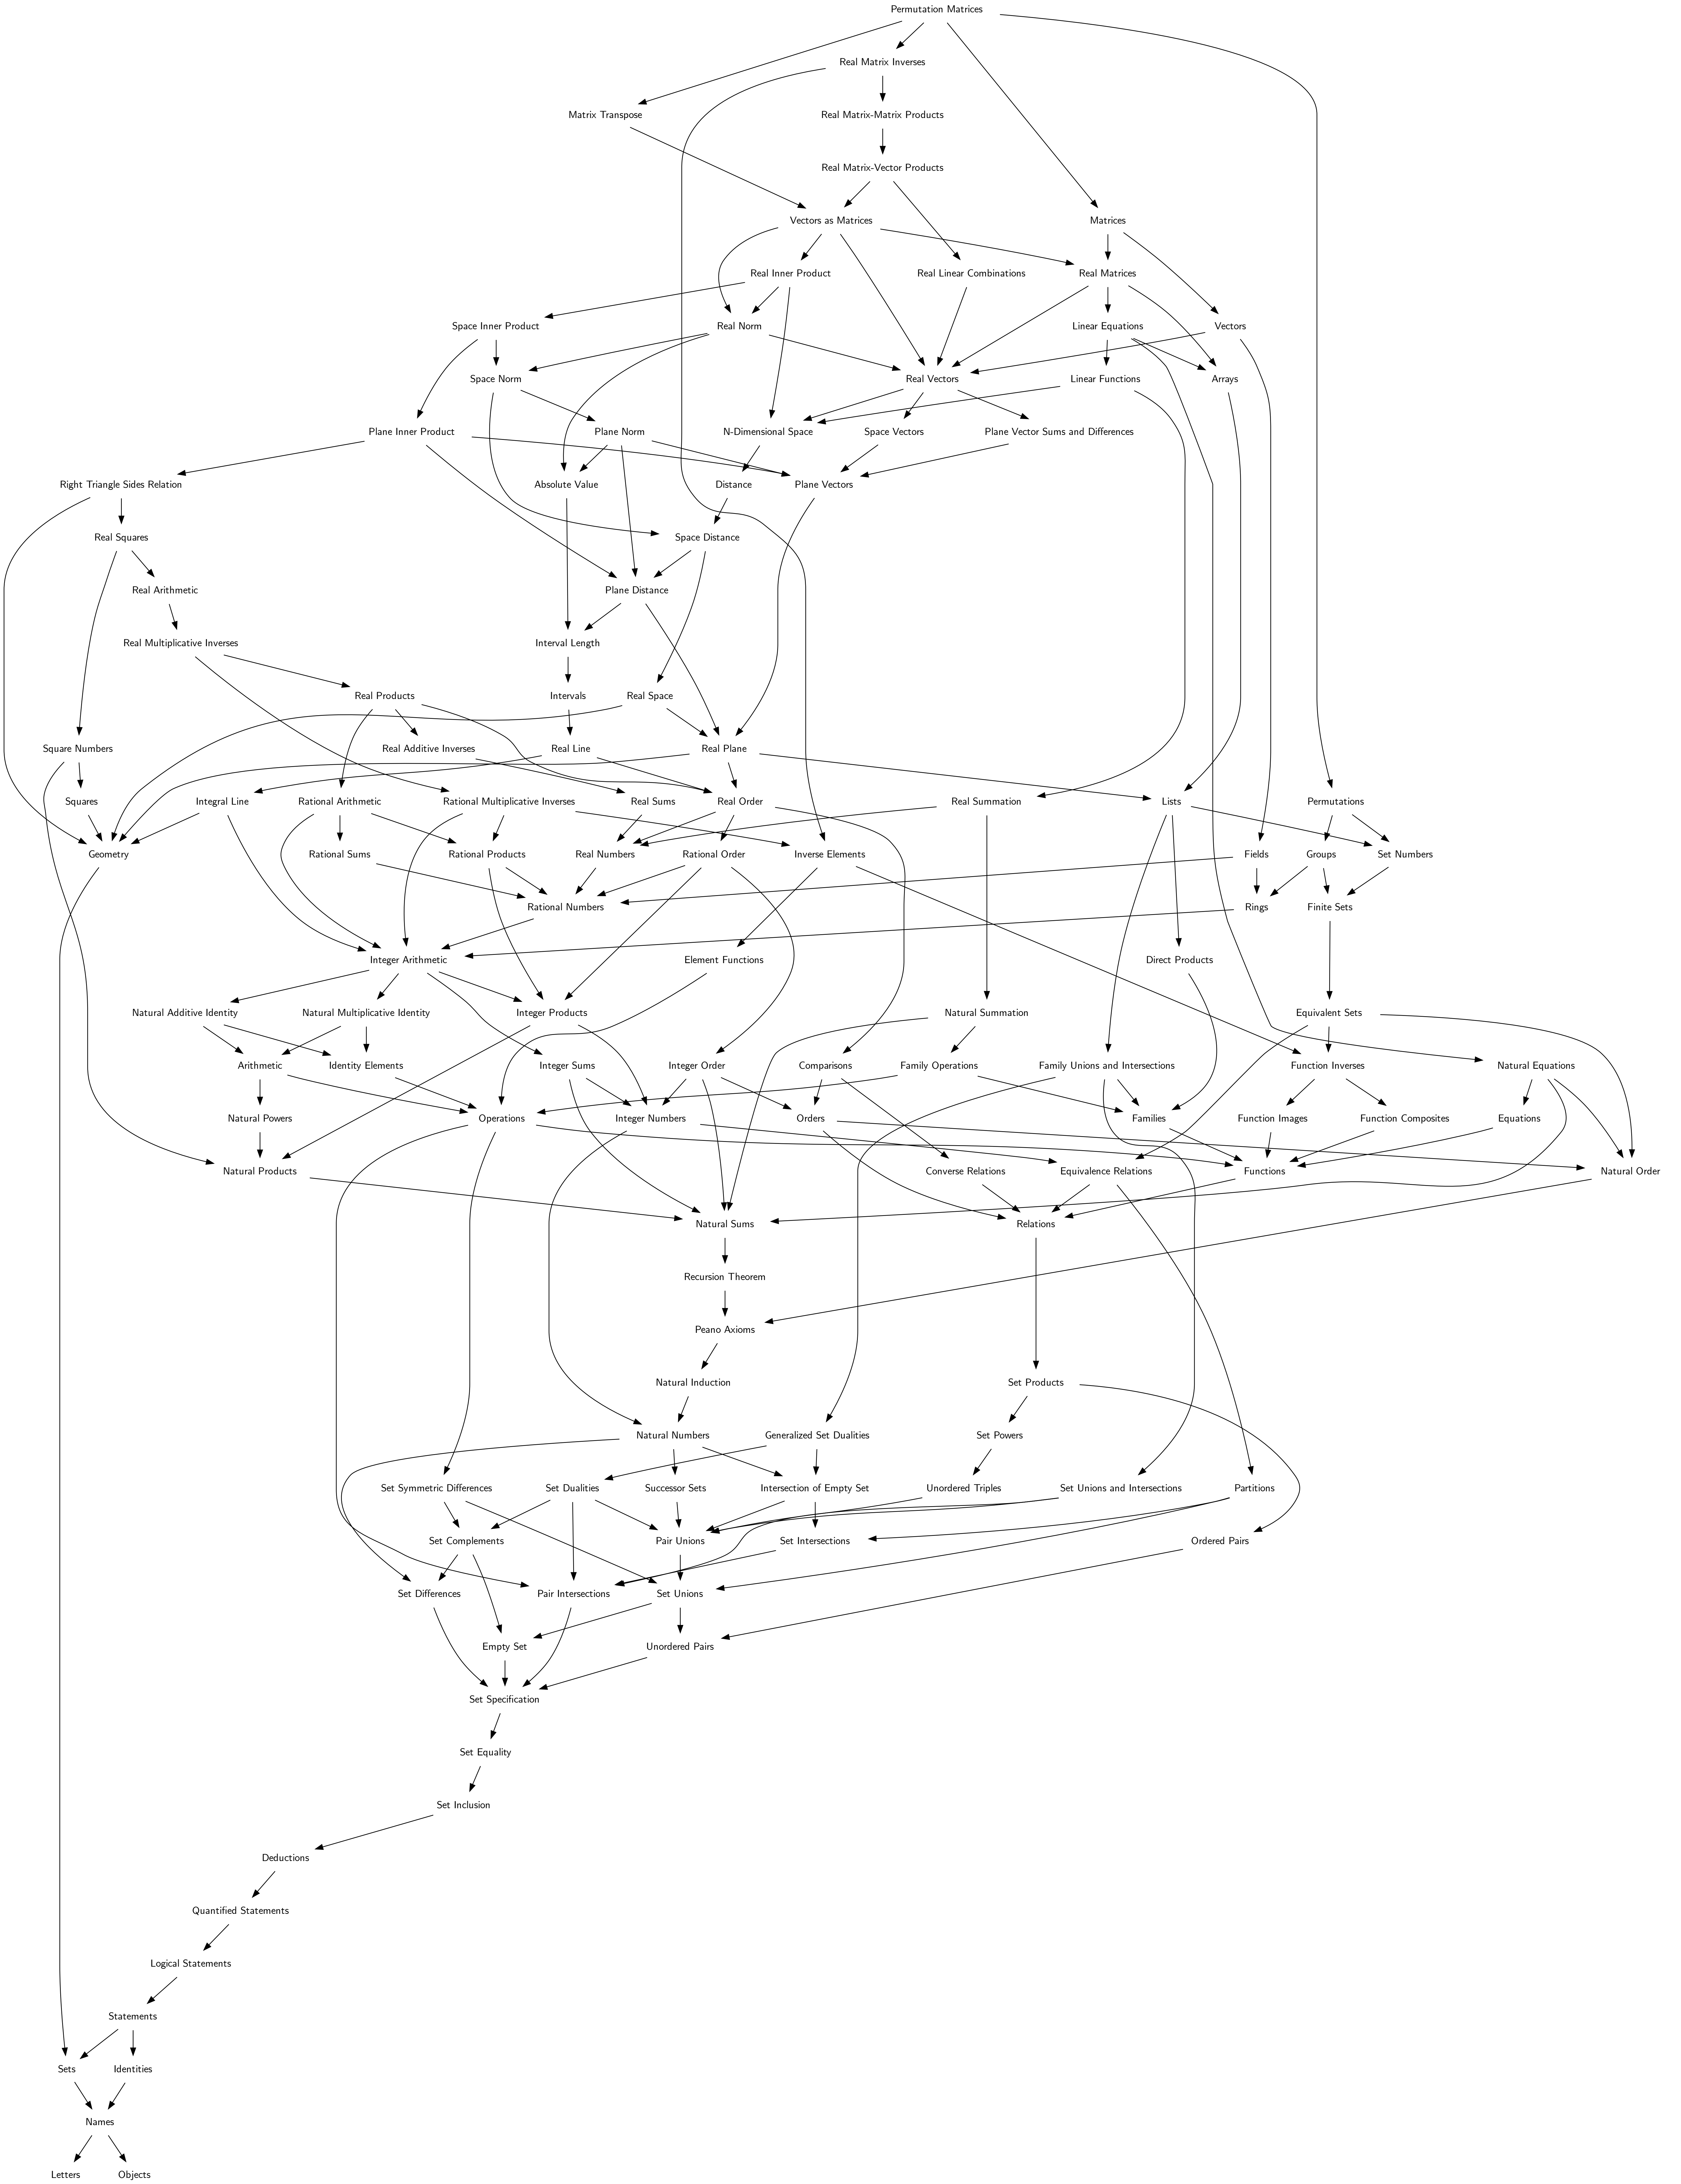 Permutation Matrices
Real Matrix Inverses
Matrix Transpose
Real Matrix-Matrix Products
Real Matrix-Vector Products
Vectors as Matrices
Matrices
Real Inner Product
Real Linear Combinations
Real Matrices
Space Inner Product
Real Norm
Linear Equations
Vectors
Space Norm
Real Vectors
Linear Functions
Arrays
Plane Inner Product
Plane Norm
N-Dimensional Space
Space Vectors
Plane Vector Sums and Differences
Right Triangle Sides Relation
Absolute Value
Distance
Plane Vectors
Real Squares
Space Distance
Real Arithmetic
Plane Distance
Real Multiplicative Inverses
Interval Length
Real Products
Intervals
Real Space
Square Numbers
Real Additive Inverses
Real Line
Real Plane
Squares
Integral Line
Rational Arithmetic
Rational Multiplicative Inverses
Real Sums
Real Order
Real Summation
Lists
Permutations
Geometry
Rational Sums
Rational Products
Real Numbers
Rational Order
Inverse Elements
Fields
Groups
Set Numbers
Rational Numbers
Rings
Finite Sets
Integer Arithmetic
Element Functions
Direct Products
Natural Additive Identity
Natural Multiplicative Identity
Integer Products
Natural Summation
Equivalent Sets
Arithmetic
Identity Elements
Integer Sums
Integer Order
Comparisons
Family Operations
Family Unions and Intersections
Function Inverses
Natural Equations
Natural Powers
Operations
Integer Numbers
Orders
Families
Function Images
Function Composites
Equations
Natural Products
Converse Relations
Equivalence Relations
Functions
Natural Order
Natural Sums
Relations
Recursion Theorem
Peano Axioms
Natural Induction
Set Products
Natural Numbers
Generalized Set Dualities
Set Powers
Set Symmetric Differences
Set Dualities
Successor Sets
Intersection of Empty Set
Unordered Triples
Set Unions and Intersections
Partitions
Set Complements
Pair Unions
Set Intersections
Ordered Pairs
Set Differences
Pair Intersections
Set Unions
Empty Set
Unordered Pairs
Set Specification
Set Equality
Set Inclusion
Deductions
Quantified Statements
Logical Statements
Statements
Sets
Identities
Names
Letters
Objects